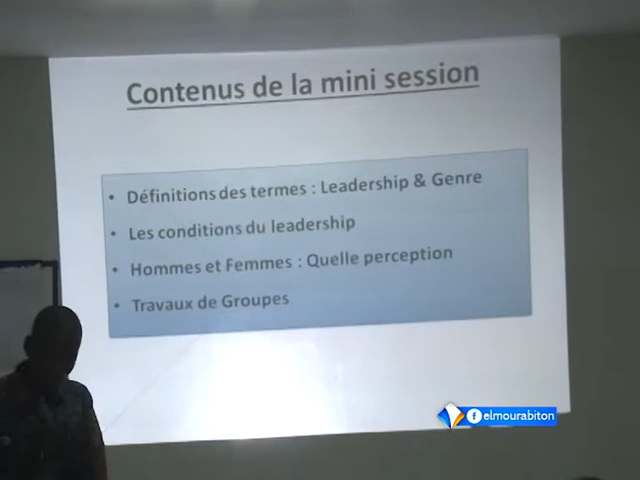 Contenus de la mini session
• Définitions des termes : Leadership & Genre
• Les conditions du leadership
• Hommes et Femmes : Quelle perception
• Travaux de Groupes
elmourabiton